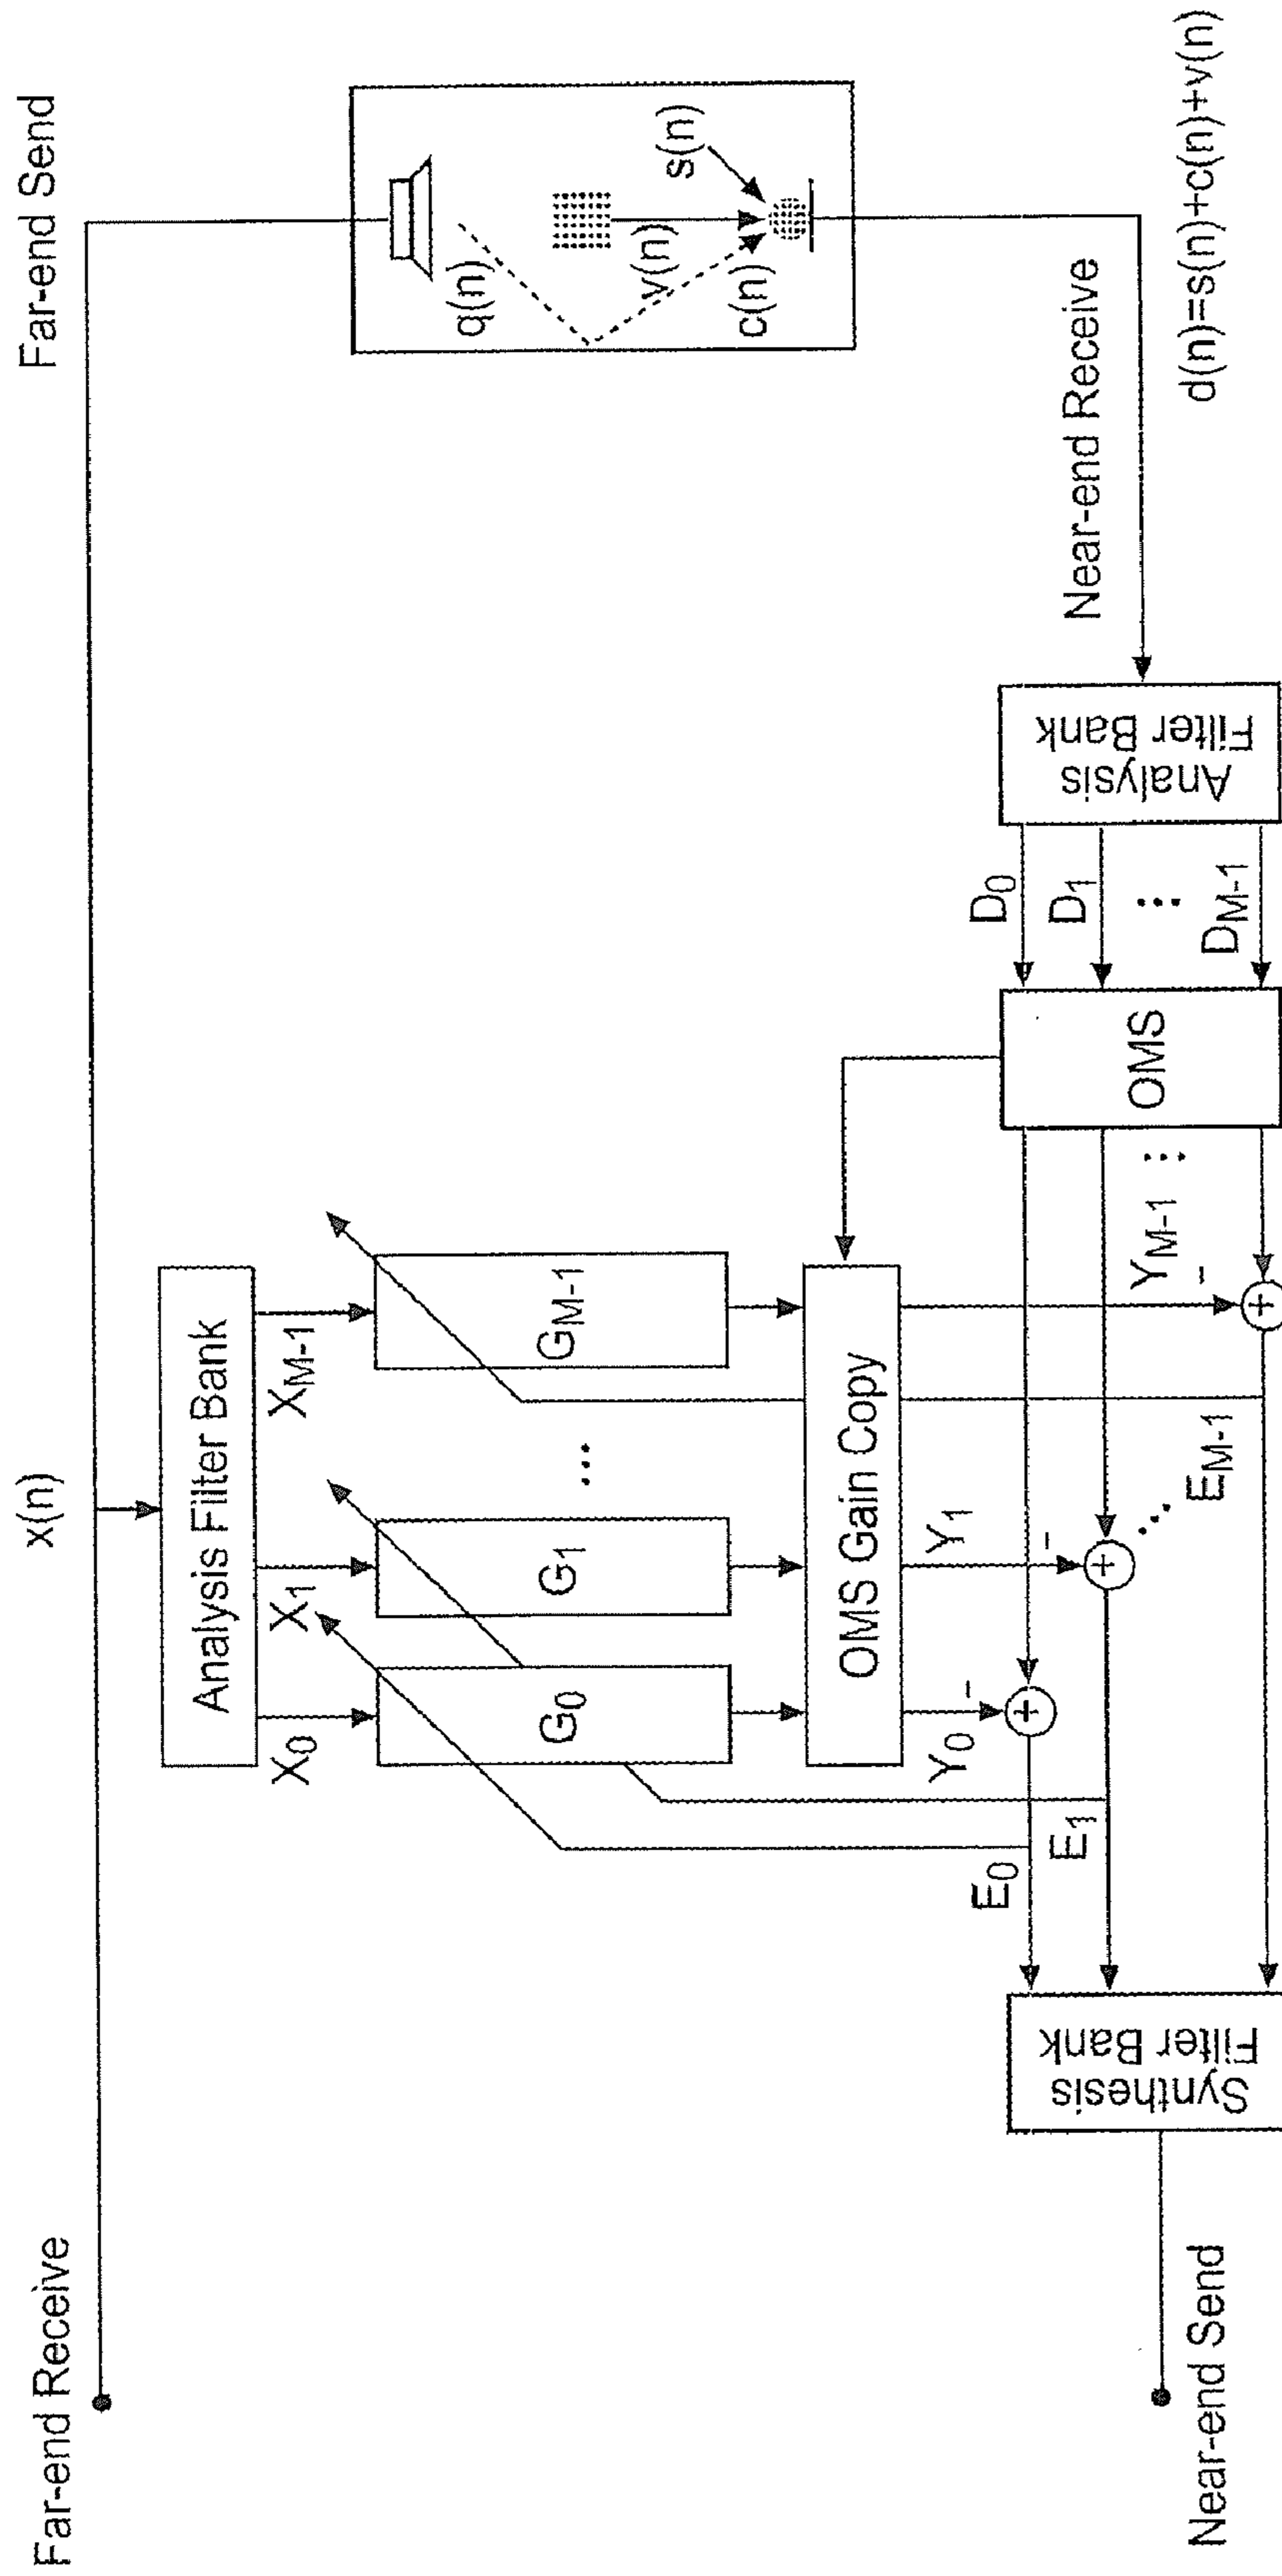 Far-end Receive
x(n)
Far-end Send
Analysis Filter Bank
X0
X1
XM-1
G0
G1
...
GM-1
q(n)
v(n)
s(n)
c(n)
OMS Gain Copy
Y0
-
Y1
-
YM-1
-
+
+
+
...
...
E0
E1
EM-1
OMS
D0
D1
...
DM-1
Near-end Receive
Analysis
Filter Bank
d(n)=s(n)+c(n)+v(n)
Synthesis
Filter Bank
Near-end Send